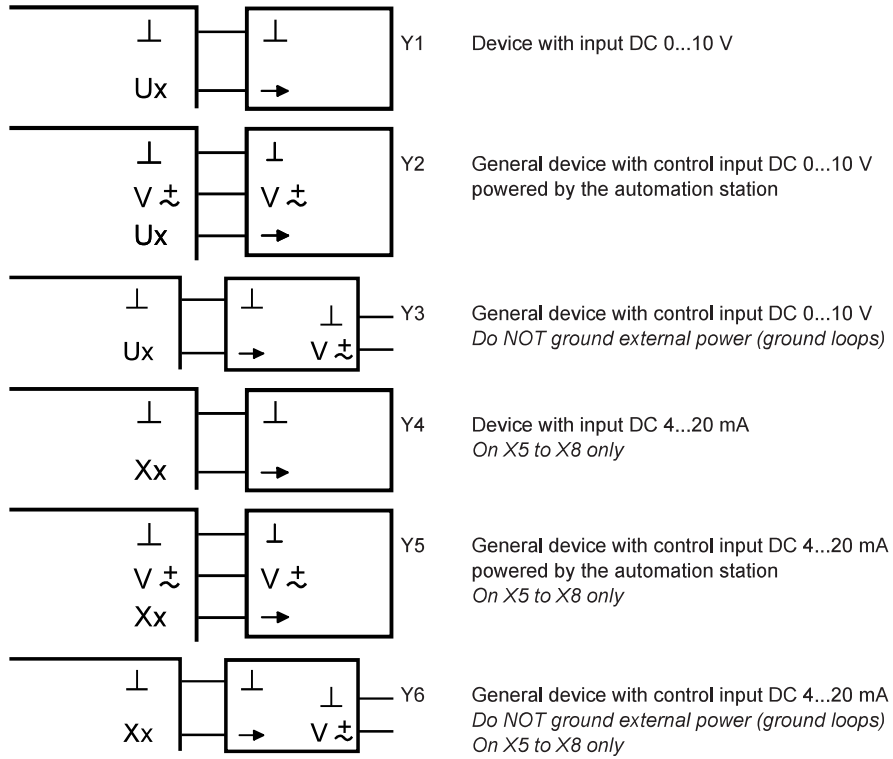 ⊥ ⊥ Y1 Device with input DC 0...10 V
Ux →
⊥ ⊥ Y2 General device with control input DC 0...10 V
V ± ~ V ± ~ powered by the automation station
Ux →
⊥ ⊥ ⊥ Y3 General device with control input DC 0...10 V
Ux → V ± ~ Do NOT ground external power (ground loops)
⊥ ⊥ Y4 Device with input DC 4...20 mA
On X5 to X8 only
Xx →
⊥ ⊥ Y5 General device with control input DC 4...20 mA
V ± ~ V ± ~ powered by the automation station
Xx → On X5 to X8 only
⊥ ⊥ ⊥ Y6 General device with control input DC 4...20 mA
Xx → V ± ~ Do NOT ground external power (ground loops)
On X5 to X8 only